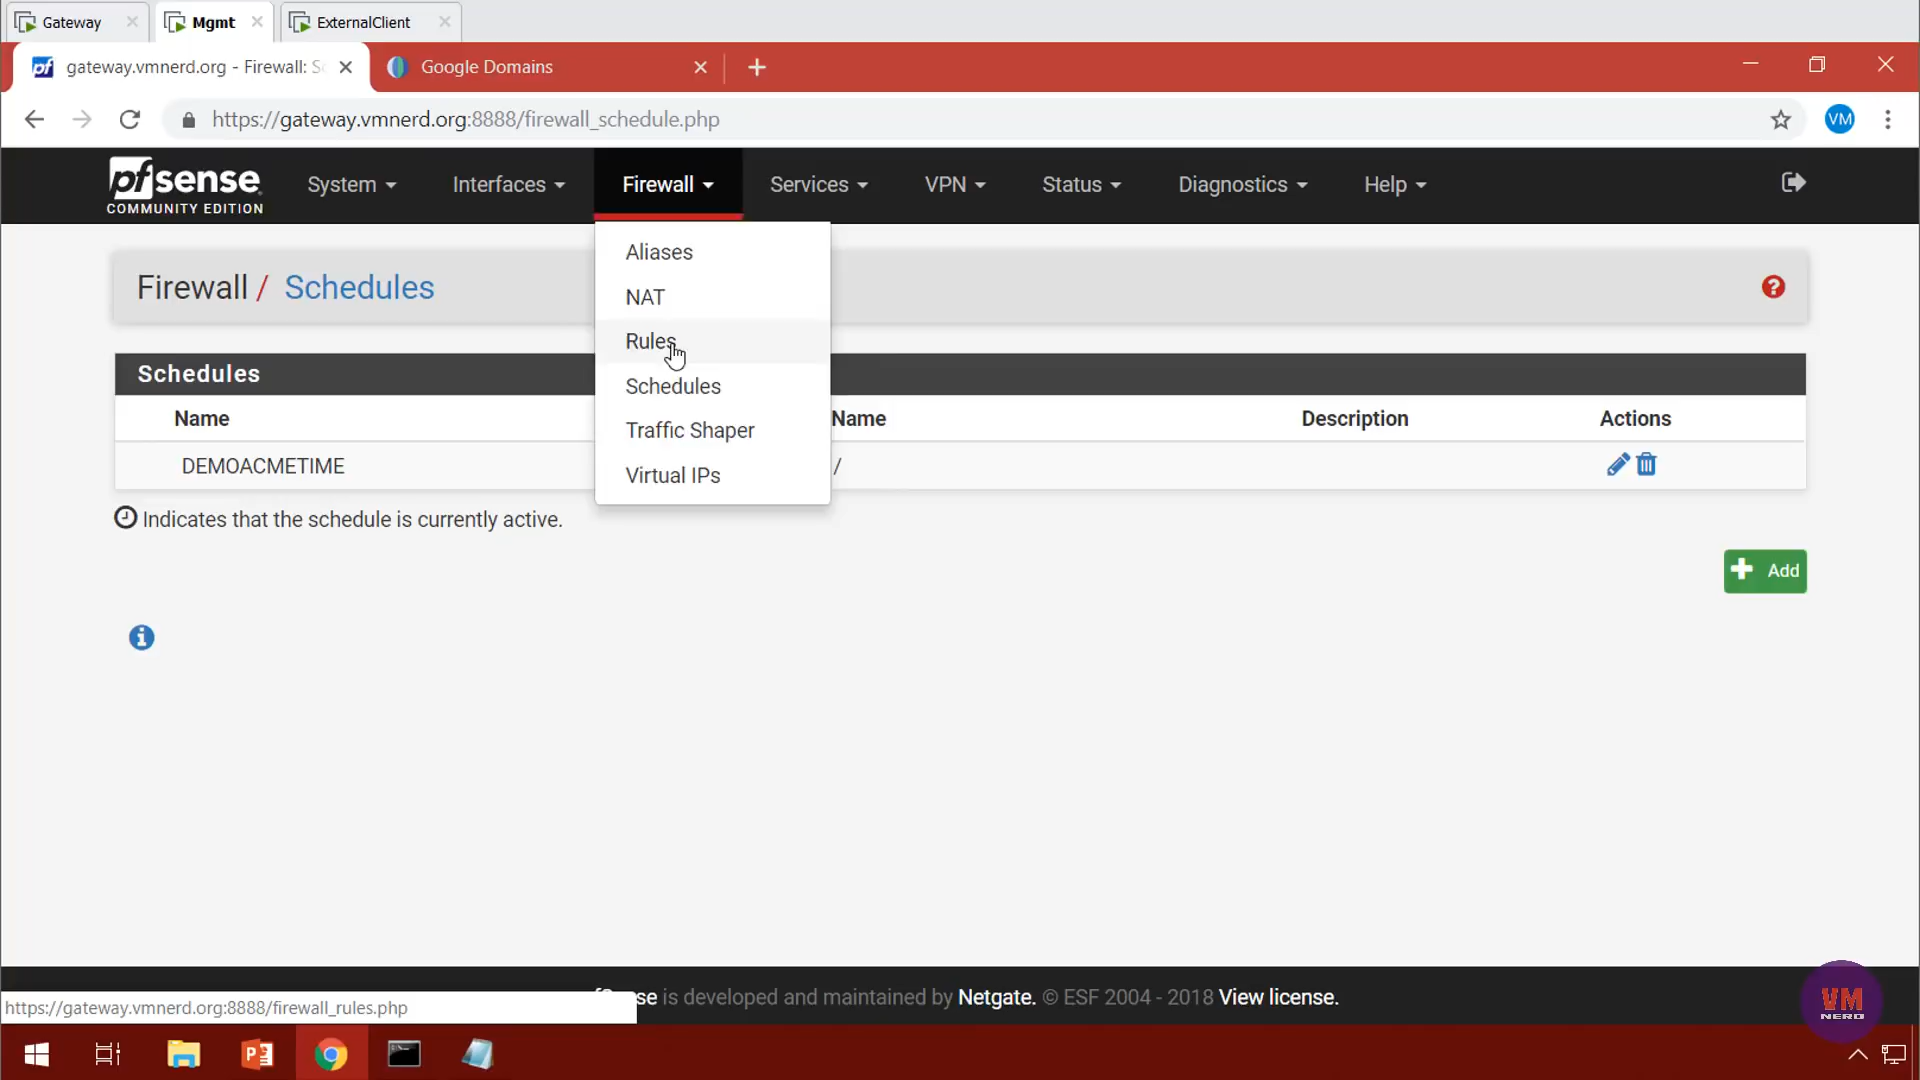 Gateway
Mgmt
ExternalClient
gateway.vmnerd.org - Firewall: S
Google Domains
https://gateway.vmnerd.org:8888/firewall_schedule.php
VM
pfsense
COMMUNITY EDITION
System
Interfaces
Firewall
Services
VPN
Status
Diagnostics
Help
Aliases
NAT
Rules
Schedules
Traffic Shaper
Virtual IPs
Firewall / Schedules
Schedules
Name
Name
Description
Actions
DEMOACMETIME
/
Indicates that the schedule is currently active.
Add
is developed and maintained by Netgate. © ESF 2004 - 2018 View license.
https://gateway.vmnerd.org:8888/firewall_rules.php
VM
NERD